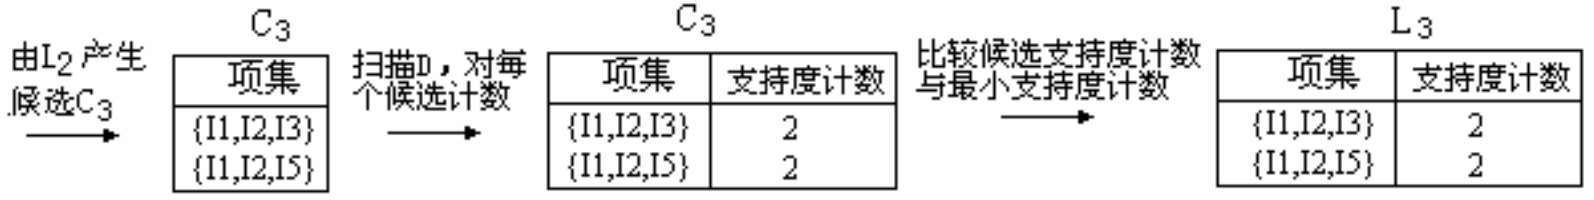 由L2产生
候选C3
C3
项集
{I1,I2,I3}
{I1,I2,I5}
扫描D，对每
个候选计数
C3
项集 支持度计数
{I1,I2,I3} 2
{I1,I2,I5} 2
比较候选支持度计数
与最小支持度计数
L3
项集 支持度计数
{I1,I2,I3} 2
{I1,I2,I5} 2